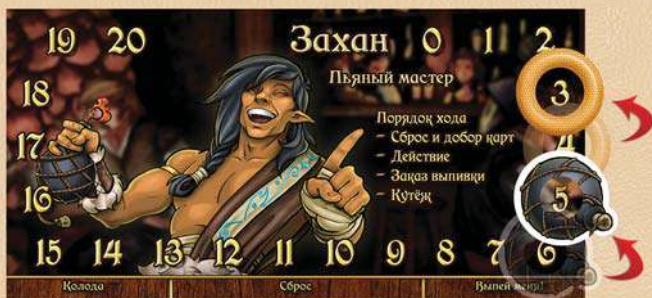 19 20 Захан 0 1 2
Пьяный мастер
18 3
Порядок хода
- Сброс и добор карт
17 4
- Действие
- Заказ выпивки
- Кутёж
16 5
15 14 13 12 11 10 9 8 7 6
Колода Сброс Выпей меня!